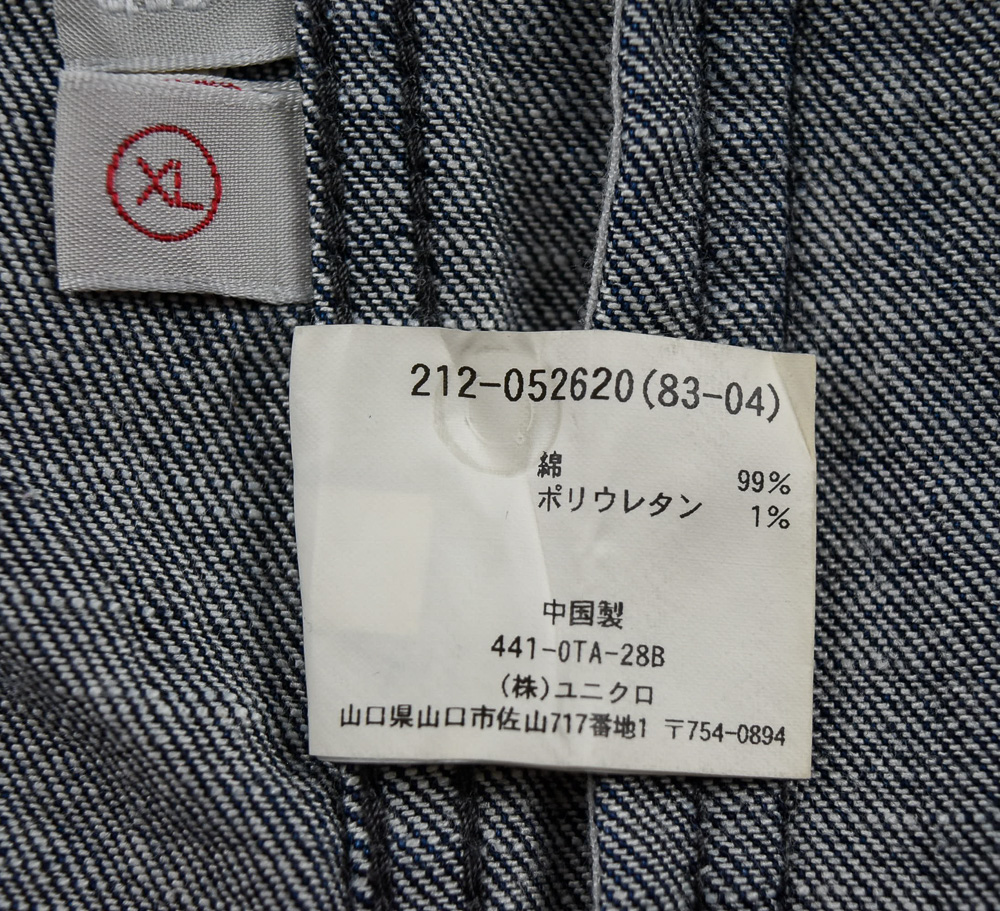 XL
212-052620(83-04)
綿 99%
ポリウレタン 1%
中国製
441-0TA-28B
(株)ユニクロ
山口県山口市佐山717番地1 〒754-0894